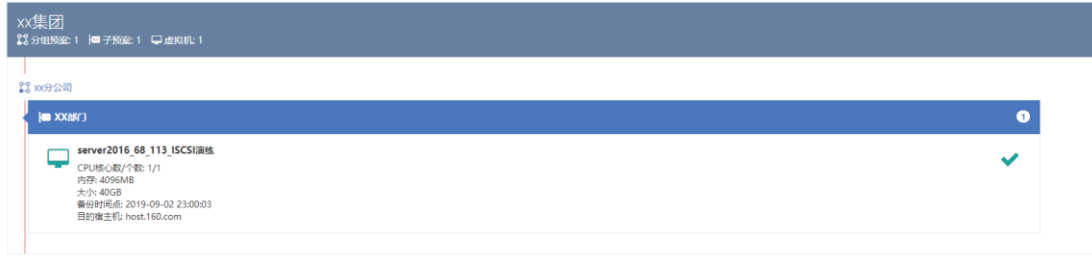 xx集团
分组预案: 1 子预案: 1 虚拟机: 1
xx分公司
XX部门 1
server2016_68_113_ISCSI演练
CPU核心数/个数: 1/1
内存: 4096MB
大小: 40GB
备份时间点: 2019-09-02 23:00:03
目的宿主机: host.160.com